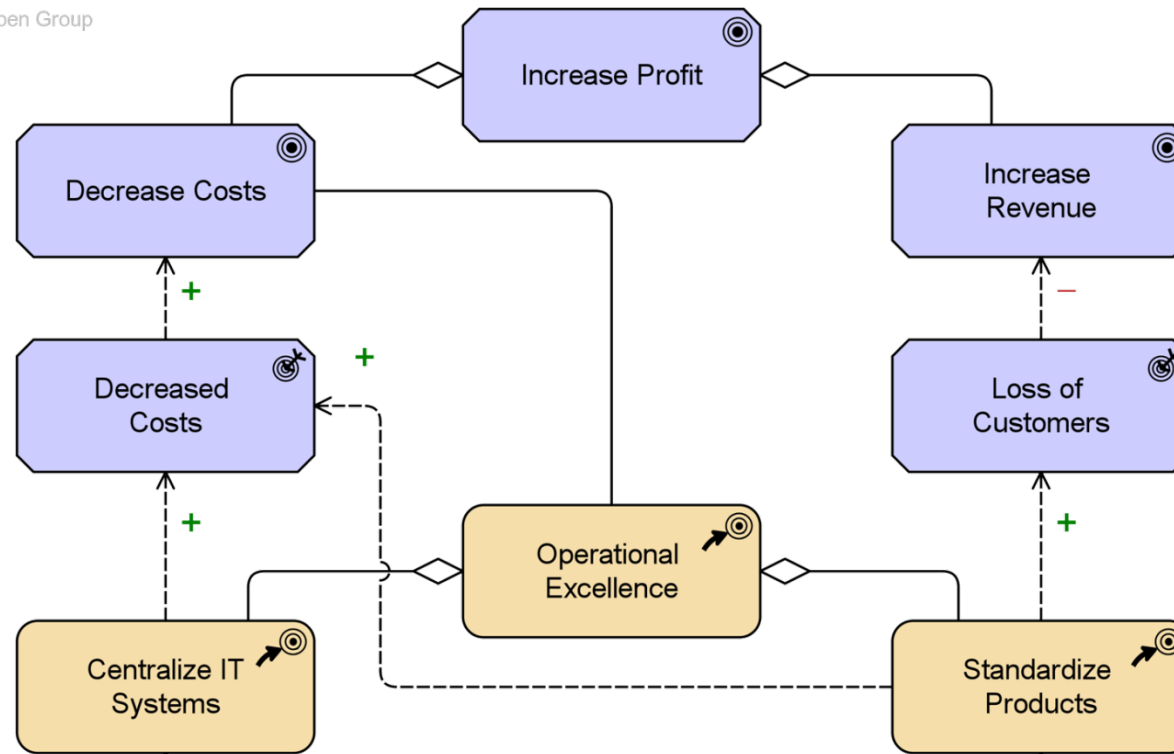 pen Group
Increase Profit
Decrease Costs
Increase
Revenue
+
−
Decreased
Costs
+
Loss of
Customers
+
+
Operational
Excellence
Centralize IT
Systems
Standardize
Products